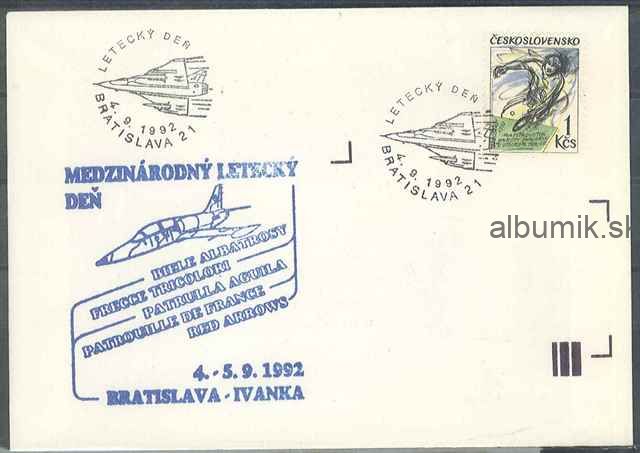 LETECKÝ DEŇ
4. 9. 1992
BRATISLAVA 21
ČESKOSLOVENSKO
1
Kčs
LETECKÝ DEŇ
4. 9. 1992
BRATISLAVA 21
MEDZINÁRODNÝ LETECKÝ
DEŇ
BIELE ALBATROSY
FRECCE TRICOLORI
PATRULLA AGUILA
PATROUILLE DE FRANCE
RED ARROWS
4.-5.9.1992
BRATISLAVA - IVANKA
albumik.sk